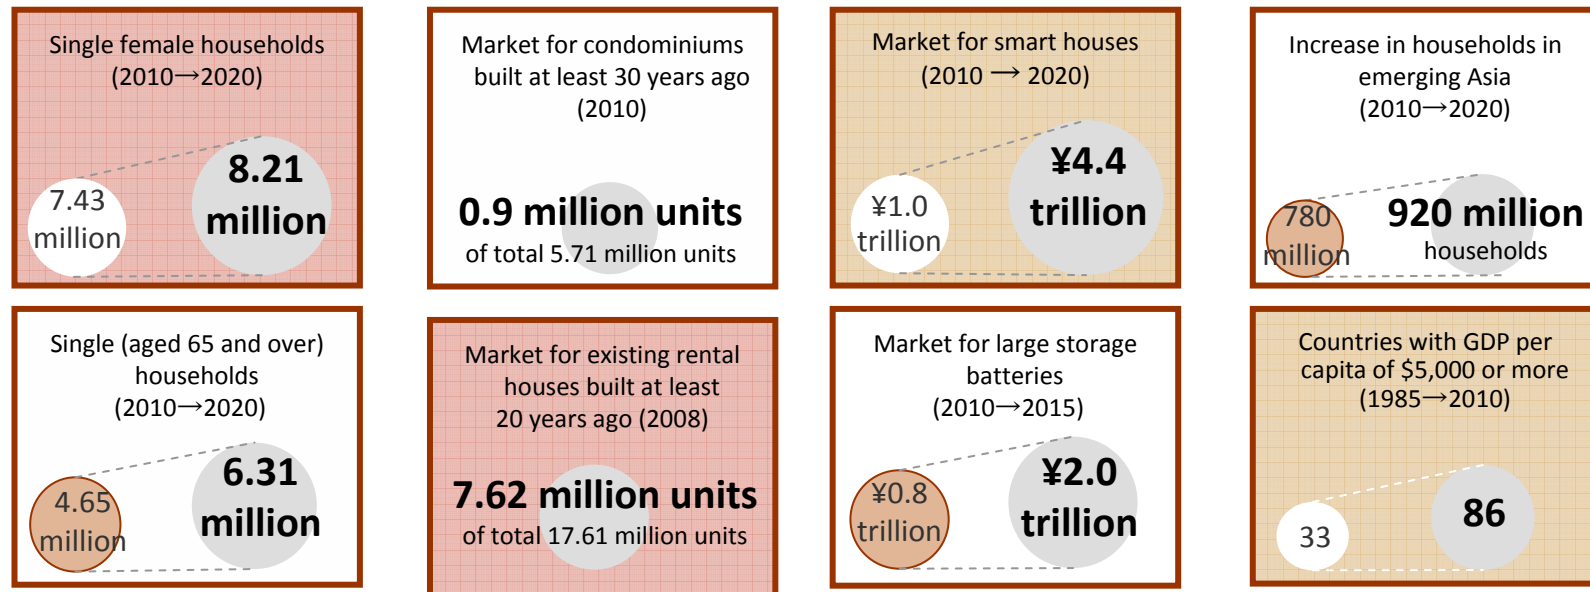 Single female households
(2010→2020)
7.43
million
8.21
million
Market for condominiums
built at least 30 years ago
(2010)
0.9 million units
of total 5.71 million units
Market for smart houses
(2010 → 2020)
¥1.0
trillion
¥4.4
trillion
Increase in households in
emerging Asia
(2010→2020)
780
million
920 million
households
Single (aged 65 and over)
households
(2010→2020)
4.65
million
6.31
million
Market for existing rental
houses built at least
20 years ago (2008)
7.62 million units
of total 17.61 million units
Market for large storage
batteries
(2010→2015)
¥0.8
trillion
¥2.0
trillion
Countries with GDP per
capita of $5,000 or more
(1985→2010)
33
86